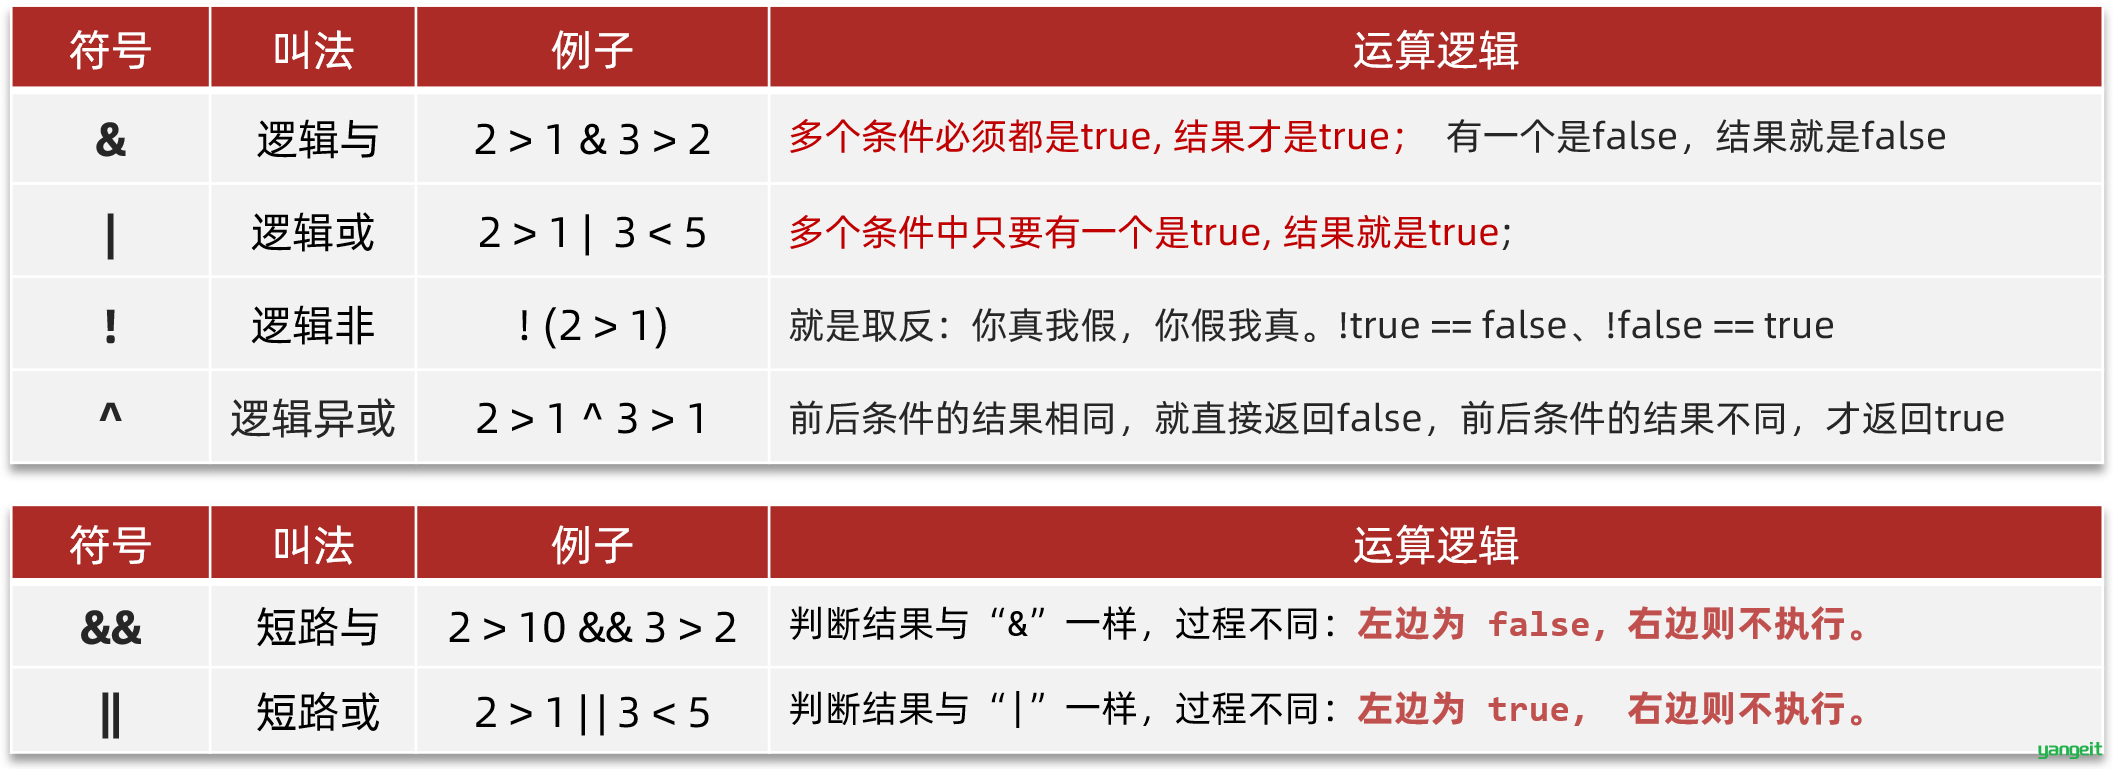 符号 叫法 例子 运算逻辑
& 逻辑与 2 > 1 & 3 > 2 多个条件必须都是true, 结果才是true； 有一个是false，结果就是false
| 逻辑或 2 > 1 | 3 < 5 多个条件中只要有一个是true, 结果就是true;
! 逻辑非 ! (2 > 1) 就是取反：你真我假，你假我真。!true == false、!false == true
^ 逻辑异或 2 > 1 ^ 3 > 1 前后条件的结果相同，就直接返回false，前后条件的结果不同，才返回true
符号 叫法 例子 运算逻辑
&& 短路与 2 > 10 && 3 > 2 判断结果与“&”一样，过程不同：左边为 false，右边则不执行。
|| 短路或 2 > 1 || 3 < 5 判断结果与“|”一样，过程不同：左边为 true， 右边则不执行。
yangeit